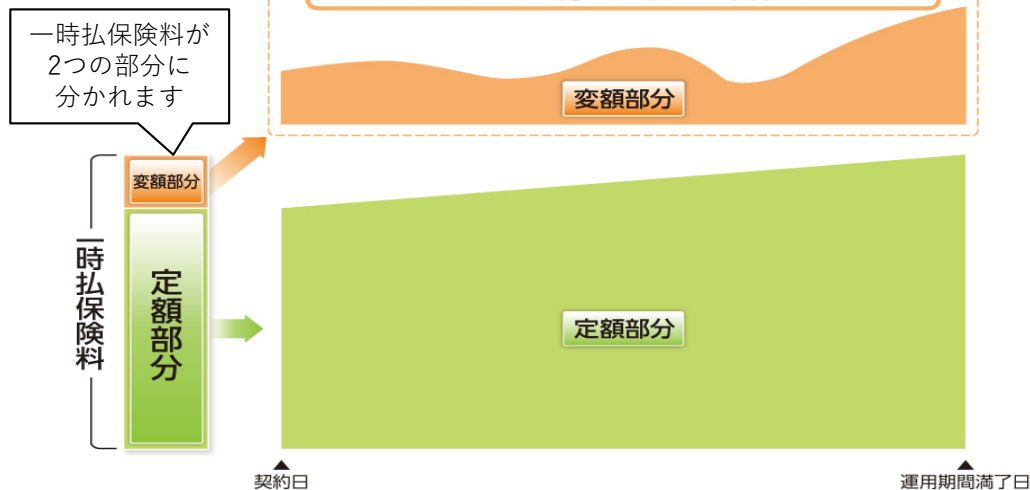 一時払保険料が
2つの部分に
分かれます
変額部分
変額部分
一時払保険料
定額部分
定額部分
契約日
運用期間満了日